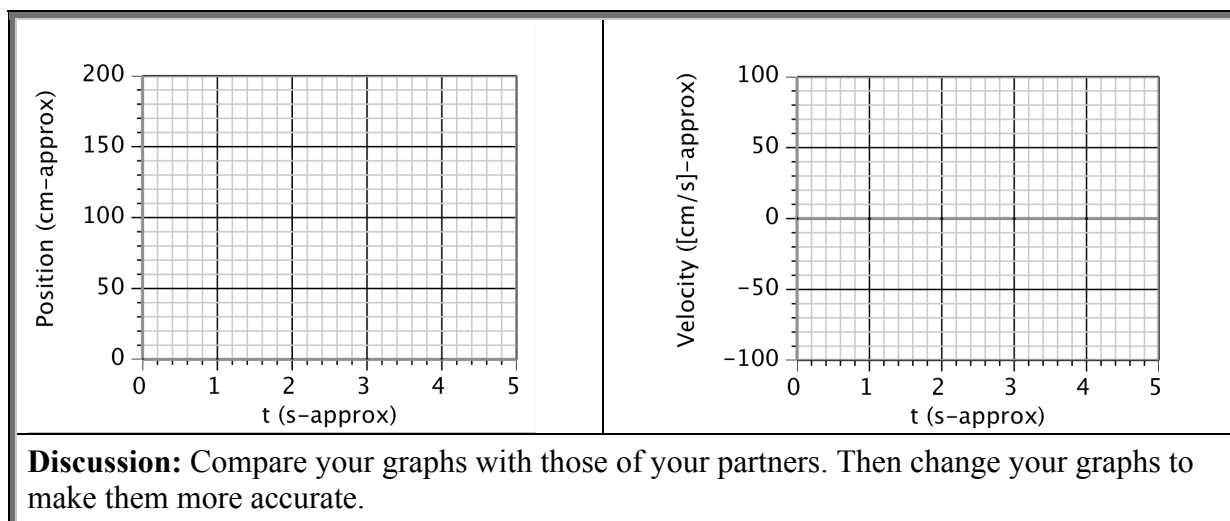 200
150
100
50
0
Position (cm-approx)
0 1 2 3 4 5
t (s-approx)
100
50
0
-50
-100
Velocity ([cm/s]-approx)
0 1 2 3 4 5
t (s-approx)
Discussion: Compare your graphs with those of your partners. Then change your graphs to
make them more accurate.